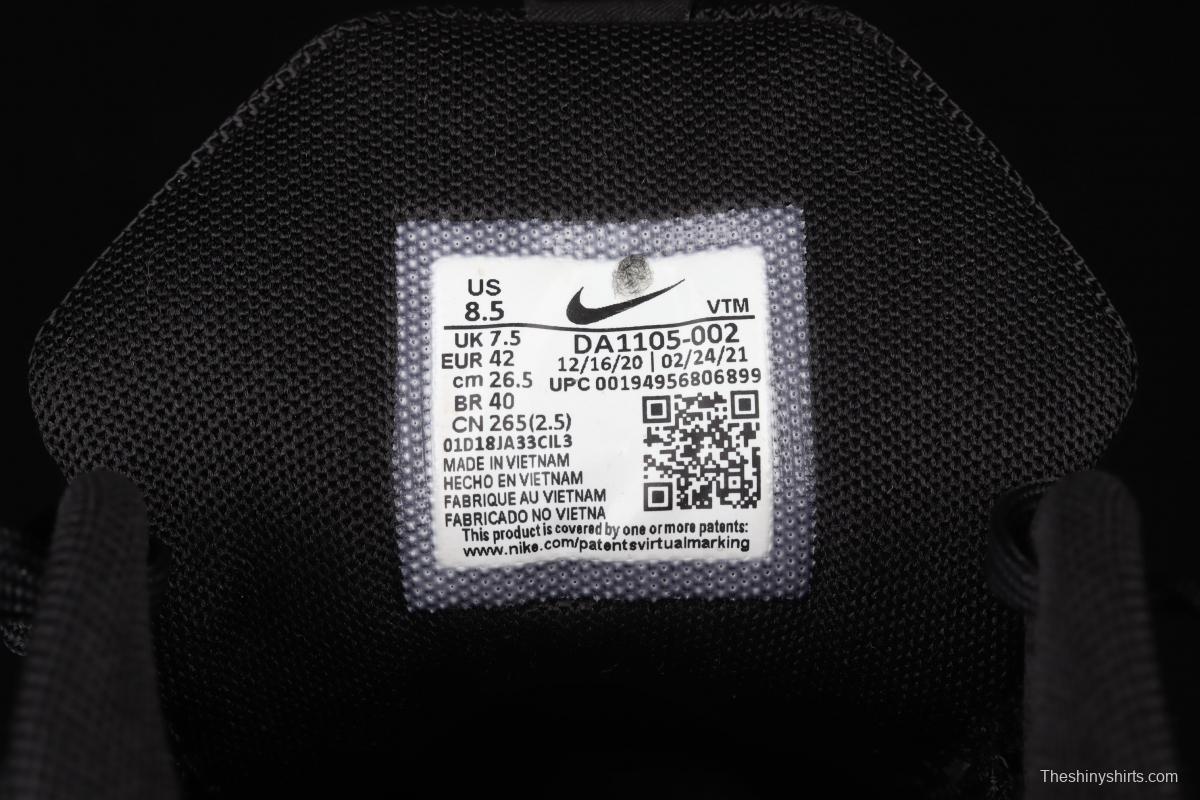 US
8.5
VTM
UK 7.5
EUR 42
cm 26.5
BR 40
CN 265(2.5)
DA1105-002
12/16/20 | 02/24/21
UPC 00194956806899
01D18JA33CIL3
MADE IN VIETNAM
HECHO EN VIETNAM
FABRIQUE AU VIETNAM
FABRICADO NO VIETNA
This product is covered by one or more patents:
www.nike.com/patentsvirtualmarking
Theshinyshirts.com